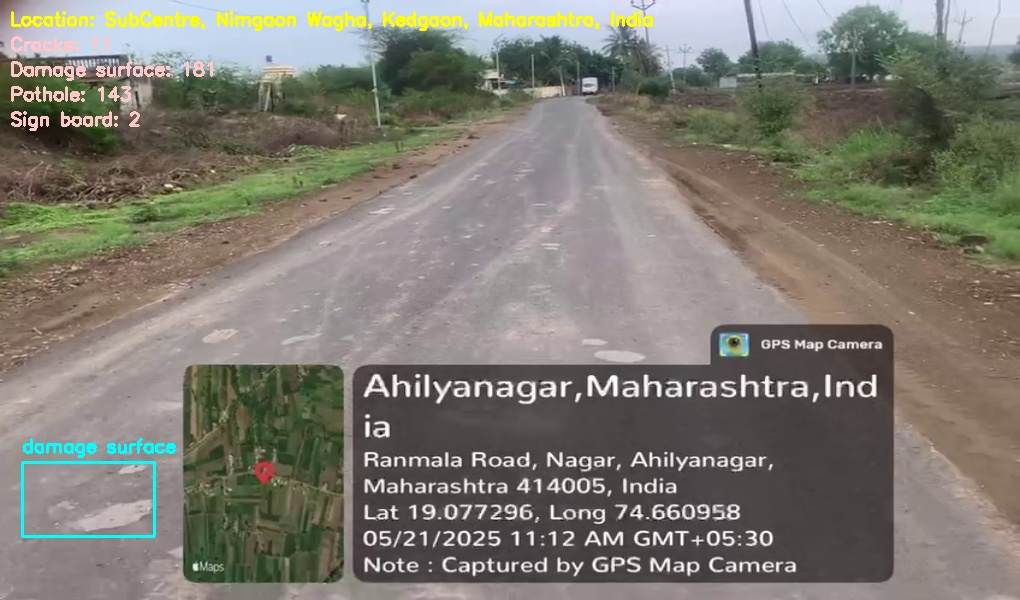 Location: SubCentre, Nimgaon Wagha, Kedgaon, Maharashtra, India
Cracks: 11
Damage surface: 181
Pothole: 143
Sign board: 2
GPS Map Camera
Ahilyanagar,Maharashtra,Ind
ia
Ranmala Road, Nagar, Ahilyanagar,
Maharashtra 414005, India
Lat 19.077296, Long 74.660958
05/21/2025 11:12 AM GMT+05:30
Note : Captured by GPS Map Camera
damage surface
Maps